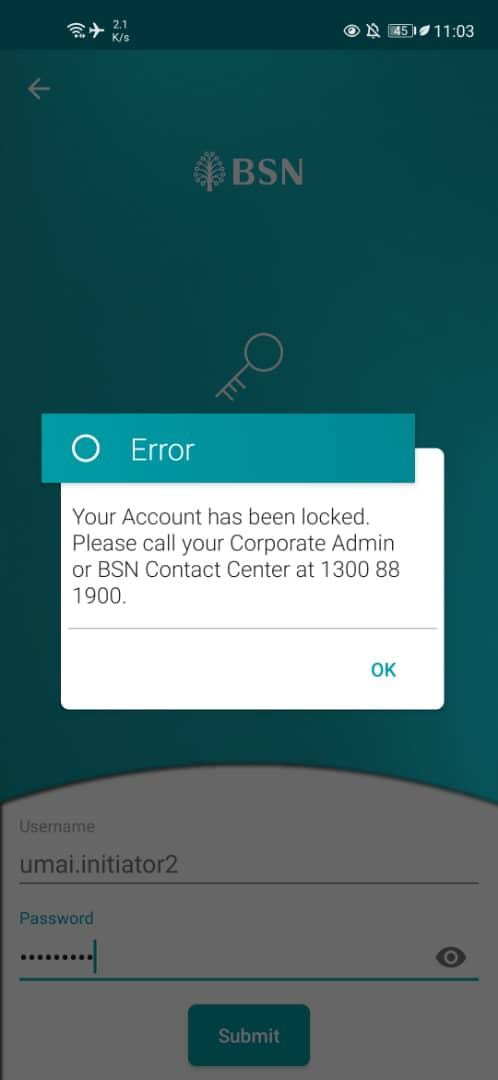 2.1
K/s
45
11:03
BSN
Error
Your Account has been locked.
Please call your Corporate Admin
or BSN Contact Center at 1300 88
1900.
OK
Username
umai.initiator2
Password
•••••••••
Submit